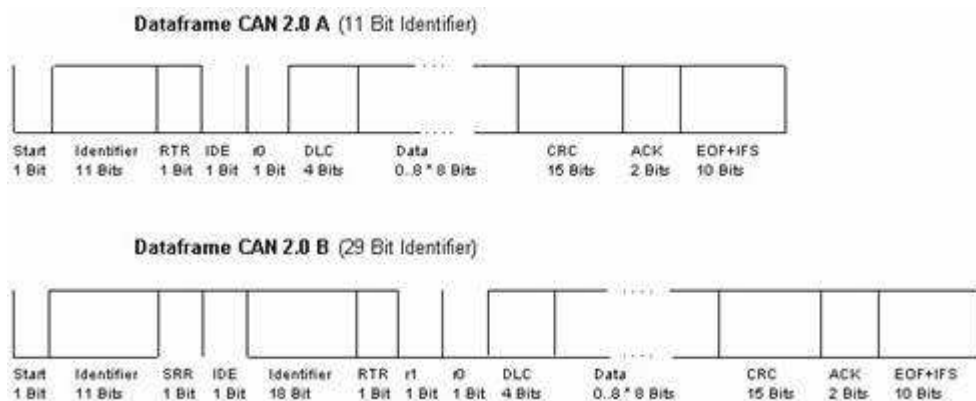 Dataframe CAN 2.0 A (11 Bit Identifier)
Start Identifier RTR IDE r0 DLC Data CRC ACK EOF+IFS
1 Bit 11 Bits 1 Bit 1 Bit 1 Bit 4 Bits 0..8 * 8 Bits 15 Bits 2 Bits 10 Bits
Dataframe CAN 2.0 B (29 Bit Identifier)
Start Identifier SRR IDE Identifier RTR r1 r0 DLC Data CRC ACK EOF+IFS
1 Bit 11 Bits 1 Bit 1 Bit 18 Bit 1 Bit 1 Bit 1 Bit 4 Bits 0..8 * 8 Bits 15 Bits 2 Bits 10 Bits